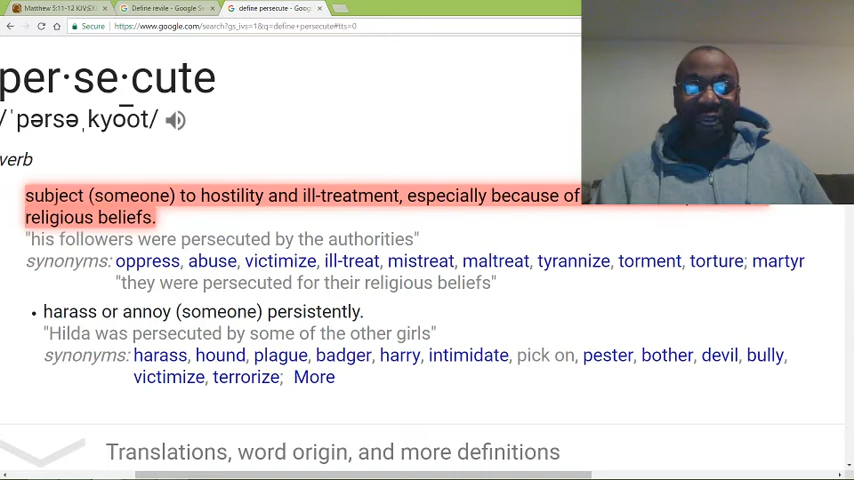 Matthew 5:11-12 KJV;EX
Define revile - Google S
define persecute - Goog
Secure https://www.google.com/search?gs_ivs=1&q=define+persecute#tts=0
per·se·cute
/ˈpərsəˌkyo͞ot/
verb
subject (someone) to hostility and ill-treatment, especially because of
religious beliefs.
"his followers were persecuted by the authorities"
synonyms: oppress, abuse, victimize, ill-treat, mistreat, maltreat, tyrannize, torment, torture; martyr
"they were persecuted for their religious beliefs"
• harass or annoy (someone) persistently.
"Hilda was persecuted by some of the other girls"
synonyms: harass, hound, plague, badger, harry, intimidate, pick on, pester, bother, devil, bully,
victimize, terrorize; More
Translations, word origin, and more definitions